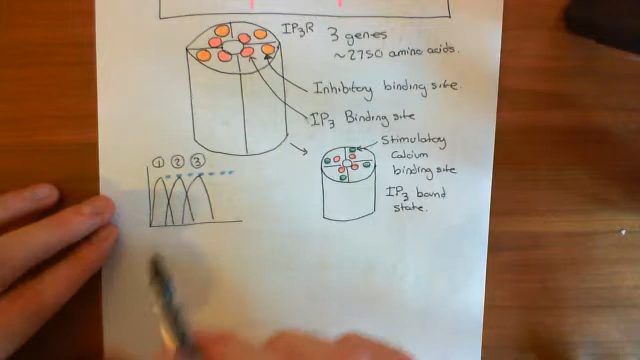 IP3R
3 genes
~2750 amino acids.
Inhibitory binding site.
IP3 Binding site
Stimulatory
Calcium
binding site
IP3 bound
state.
1 2 3